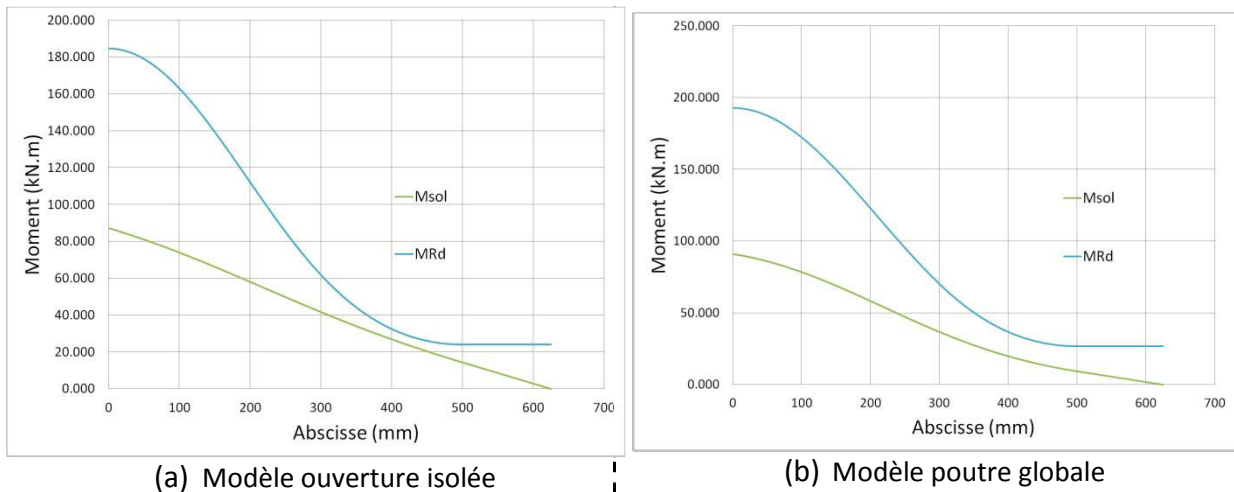 200.000
180.000
160.000
140.000
120.000
100.000
80.000
60.000
40.000
20.000
0.000
Moment (kN.m)
Msol
MRd
0 100 200 300 400 500 600 700
Abscisse (mm)
(a) Modèle ouverture isolée
250.000
200.000
150.000
100.000
50.000
0.000
Moment (kN.m)
Msol
MRd
0 100 200 300 400 500 600 700
Abscisse (mm)
(b) Modèle poutre globale